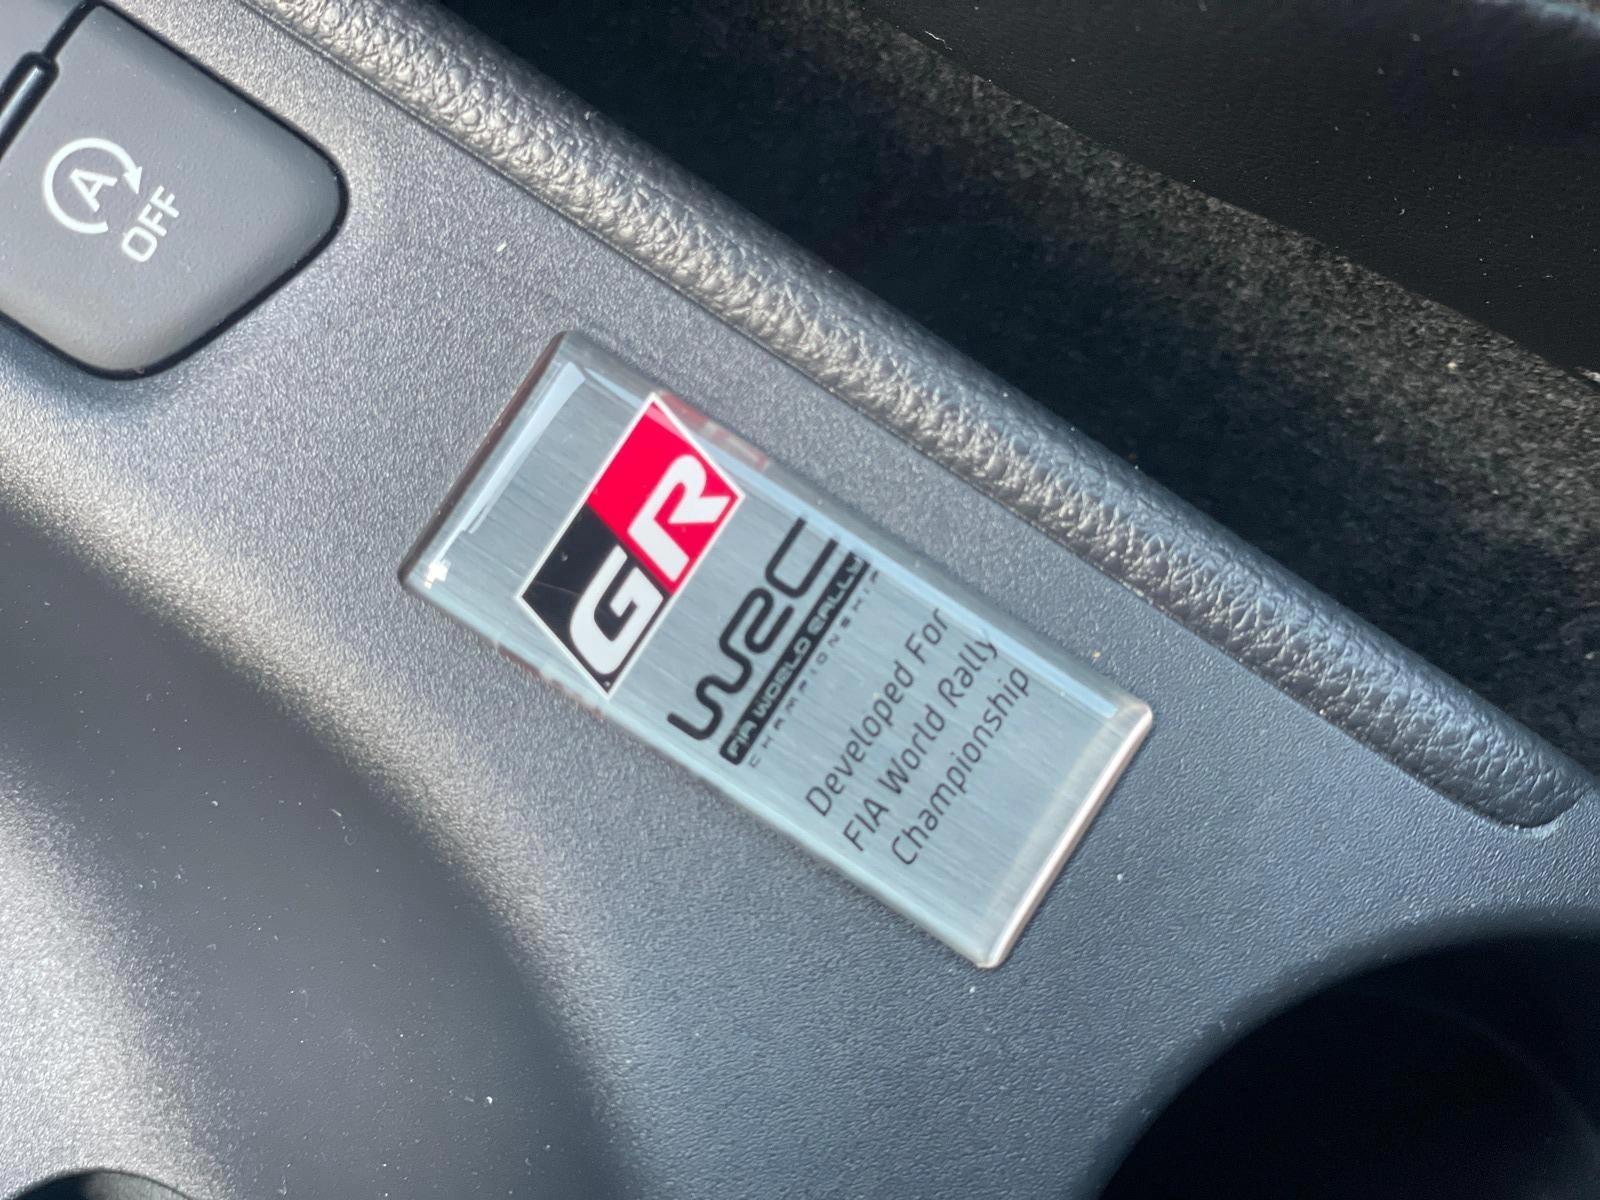 A
OFF
GR
WRC
FIA WORLD RALLY
CHAMPIONSHIP
Developed For
FIA World Rally
Championship